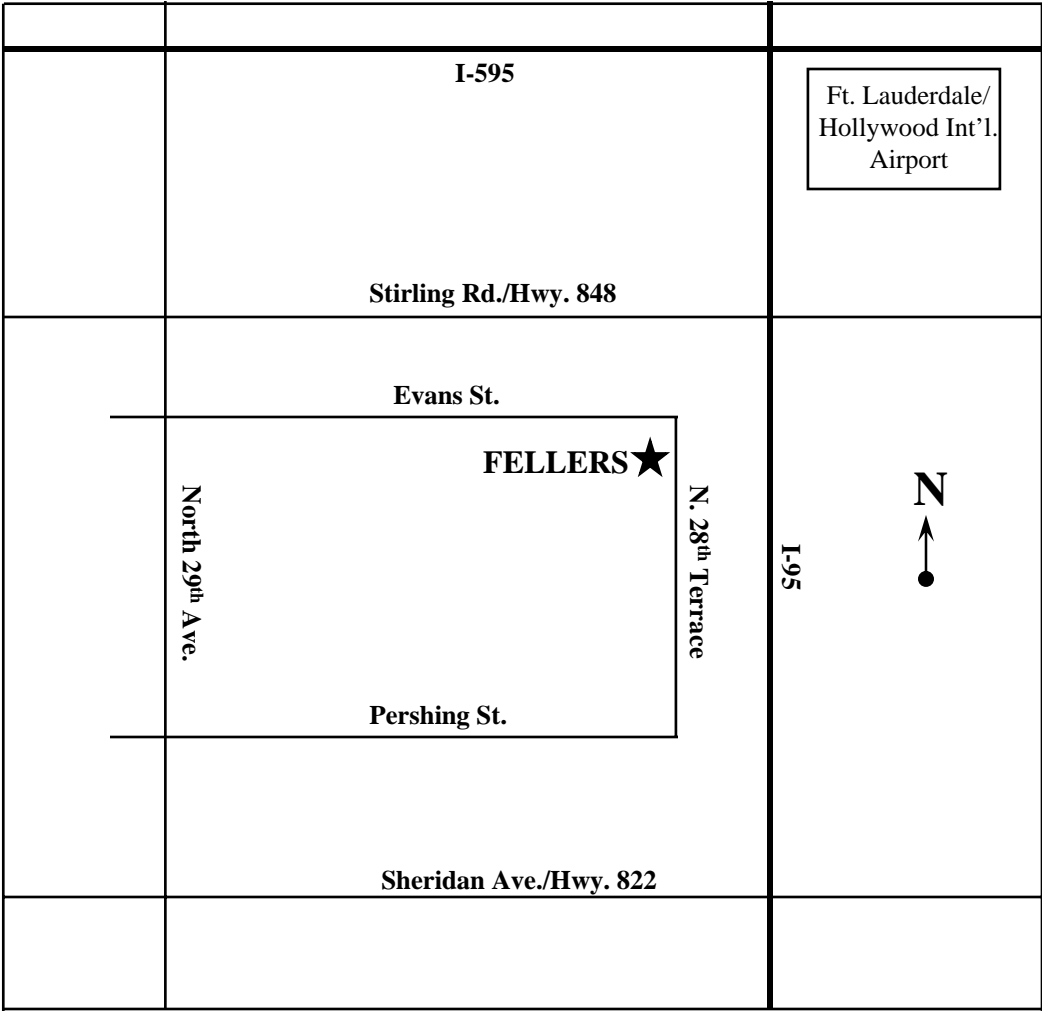 I-595
Ft. Lauderdale/
Hollywood Int’l.
Airport
Stirling Rd./Hwy. 848
Evans St.
FELLERS
N
North 29th Ave.
N. 28th Terrace
I-95
Pershing St.
Sheridan Ave./Hwy. 822